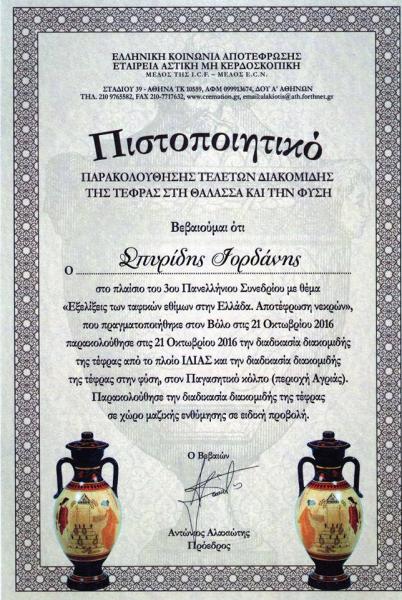 ΕΛΛΗΝΙΚΗ ΚΟΙΝΩΝΙΑ ΑΠΟΤΕΦΡΩΣΗΣ
ΕΤΑΙΡΕΙΑ ΑΣΤΙΚΗ ΜΗ ΚΕΡΔΟΣΚΟΠΙΚΗ
ΜΕΛΟΣ ΤΗΣ I.C.F. – ΜΕΛΟΣ E.C.N.
ΣΤΑΔΙΟΥ 39 - ΑΘΗΝΑ ΤΚ 10559, ΑΦΜ 099913674, ΔΟΥ Α' ΑΘΗΝΩΝ
ΤΗΛ. 210 9765582, FAX 210-7717632, www.cremation.gr, email:alakiotis@ath.forthnet.gr
Πιστοποιητικό
ΠΑΡΑΚΟΛΟΥΘΗΣΗΣ ΤΕΛΕΤΩΝ ΔΙΑΚΟΜΙΔΗΣ
ΤΗΣ ΤΕΦΡΑΣ ΣΤΗ ΘΑΛΑΣΣΑ ΚΑΙ ΤΗΝ ΦΥΣΗ
Βεβαιούμαι ότι
Ο Σπυρίδης Ιορδάνης
στο πλαίσιο του 3ου Πανελλήνιου Συνεδρίου με θέμα
«Εξελίξεις των ταφικών εθίμων στην Ελλάδα. Αποτέφρωση νεκρών»,
που πραγματοποιήθηκε στον Βόλο στις 21 Οκτωβρίου 2016
παρακολούθησε στις 21 Οκτωβρίου 2016 την διαδικασία διακομιδής
της τέφρας από το πλοίο ΙΛΙΑΣ και την διαδικασία διακομιδής
της τέφρας στην φύση, στον Παγασητικό κόλπο (περιοχή Αγριάς).
Παρακολούθησε την διαδικασία διακομιδής της τέφρας
σε χώρο μαζικής ενθύμησης σε ειδική προβολή.
Ο Βεβαιών
Αντώνιος Αλακιώτης
Πρόεδρος